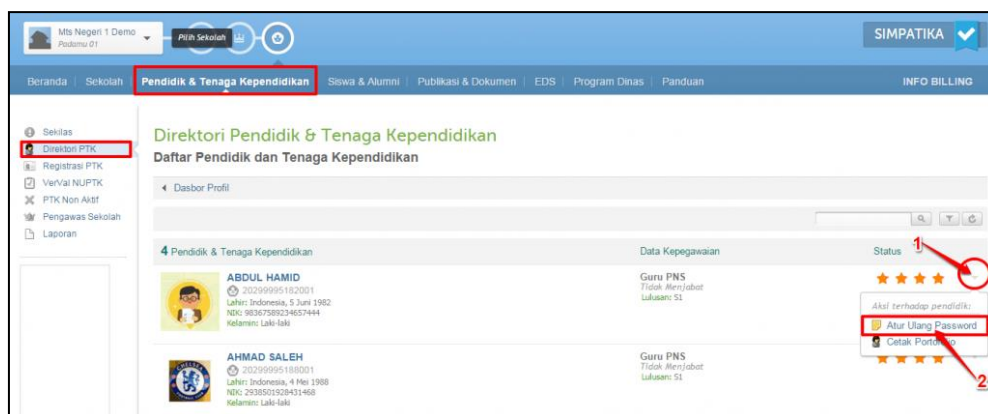 Mts Negeri 1 Demo
Padamu 01
Pilih Sekolah
SIMPATIKA
Beranda | Sekolah | Pendidik & Tenaga Kependidikan | Siswa & Alumni | Publikasi & Dokumen | EDS | Program Dinas | Panduan
INFO BILLING
Sekilas
Direktori PTK
Registrasi PTK
VerVal NUPTK
PTK Non Aktif
Pengawas Sekolah
Laporan
Direktori Pendidik & Tenaga Kependidikan
Daftar Pendidik dan Tenaga Kependidikan
Dasbor Profil
4 Pendidik & Tenaga Kependidikan
Data Kepegawaian
Status
1
ABDUL HAMID
20299995182001
Lahir: Indonesia, 5 Juni 1982
NIK: 98367589234657444
Kelamin: Laki-laki
Guru PNS
Tidak Menjabat
Lulusan: S1
Aksi terhadap pendidik:
Atur Ulang Password
Cetak Portofolio
2
AHMAD SALEH
20299995188001
Lahir: Indonesia, 4 Mei 1988
NIK: 2938501928431468
Kelamin: Laki-laki
Guru PNS
Tidak Menjabat
Lulusan: S1
CHELSEA